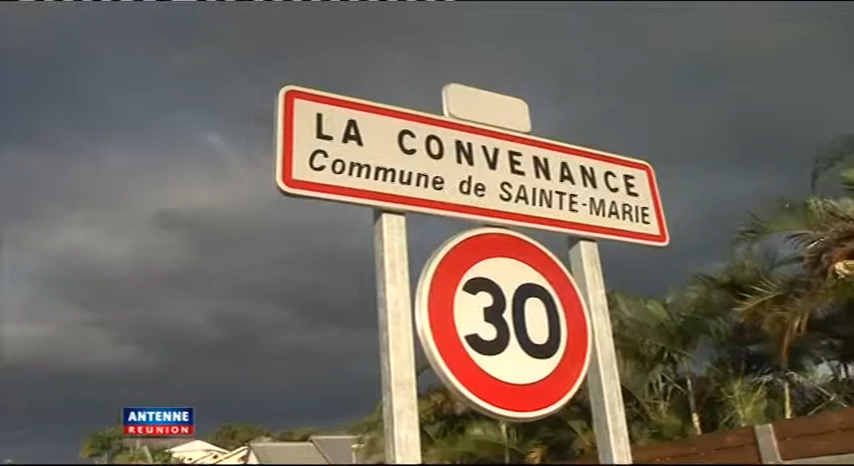 LA CONVENANCE
Commune de SAINTE-MARIE
30
ANTENNE
REUNION